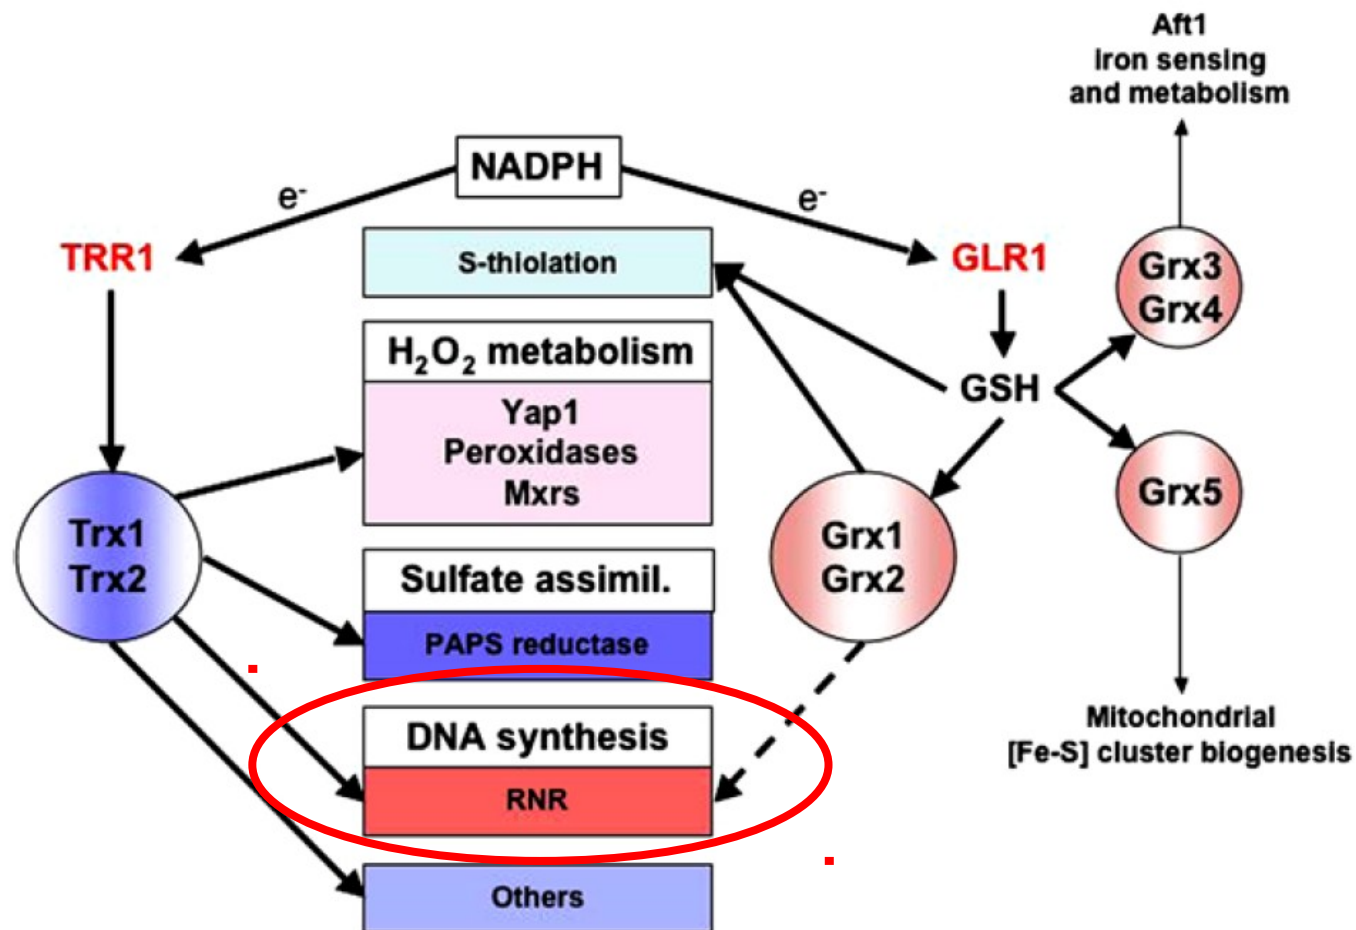 Aft1
Iron sensing
and metabolism
NADPH
e-
e-
TRR1
S-thiolation
GLR1
Grx3
Grx4
H2O2 metabolism
GSH
Yap1
Peroxidases
Mxrs
Grx5
Trx1
Trx2
Grx1
Grx2
Sulfate assimil.
PAPS reductase
DNA synthesis
RNR
Mitochondrial
[Fe-S] cluster biogenesis
Others